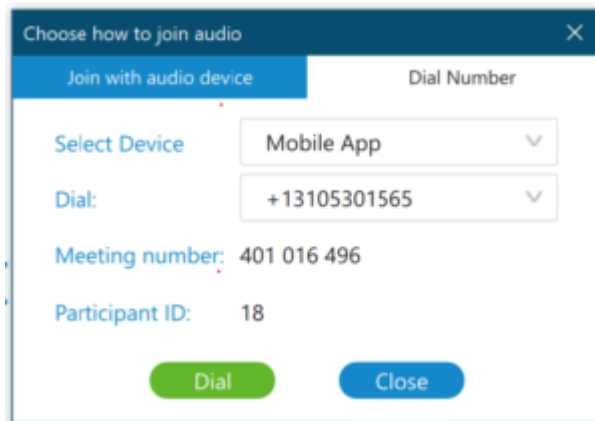 Choose how to join audio
Join with audio device Dial Number
Select Device Mobile App
Dial: +13105301565
Meeting number: 401 016 496
Participant ID: 18
Dial Close